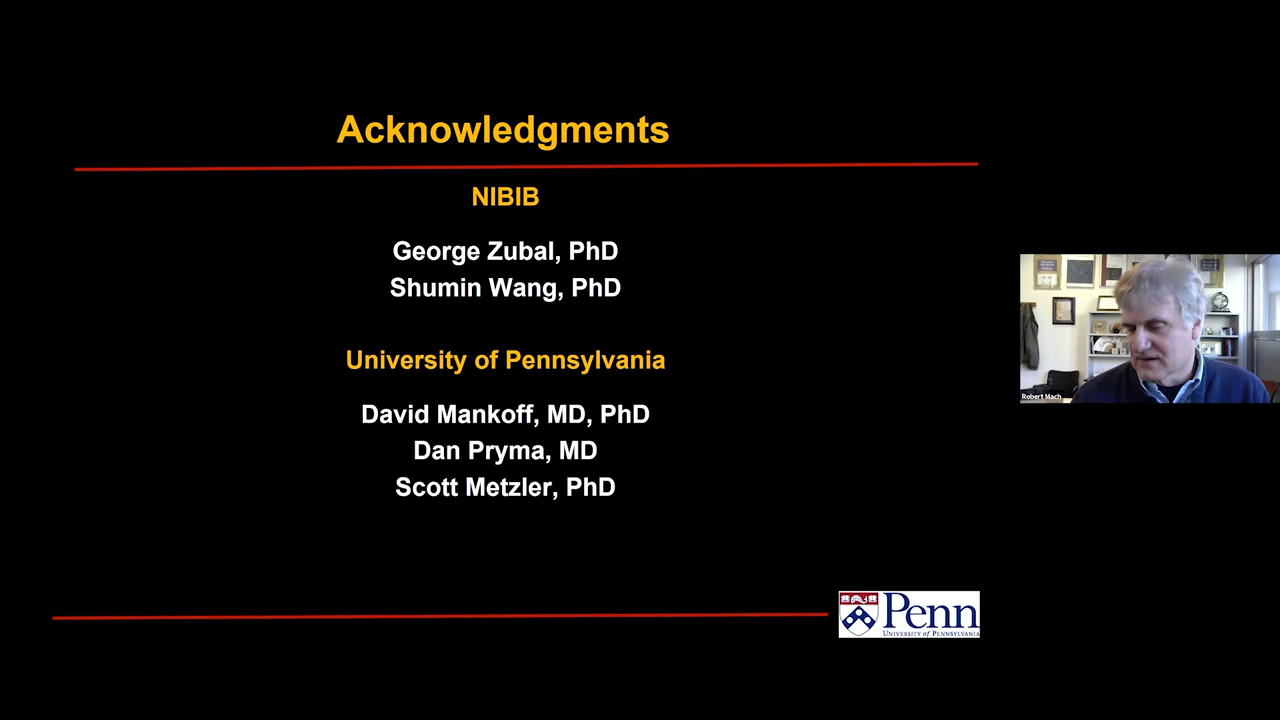 Acknowledgments
NIBIB
George Zubal, PhD
Shumin Wang, PhD
University of Pennsylvania
David Mankoff, MD, PhD
Dan Pryma, MD
Scott Metzler, PhD
Robert Mach
Penn
UNIVERSITY of PENNSYLVANIA